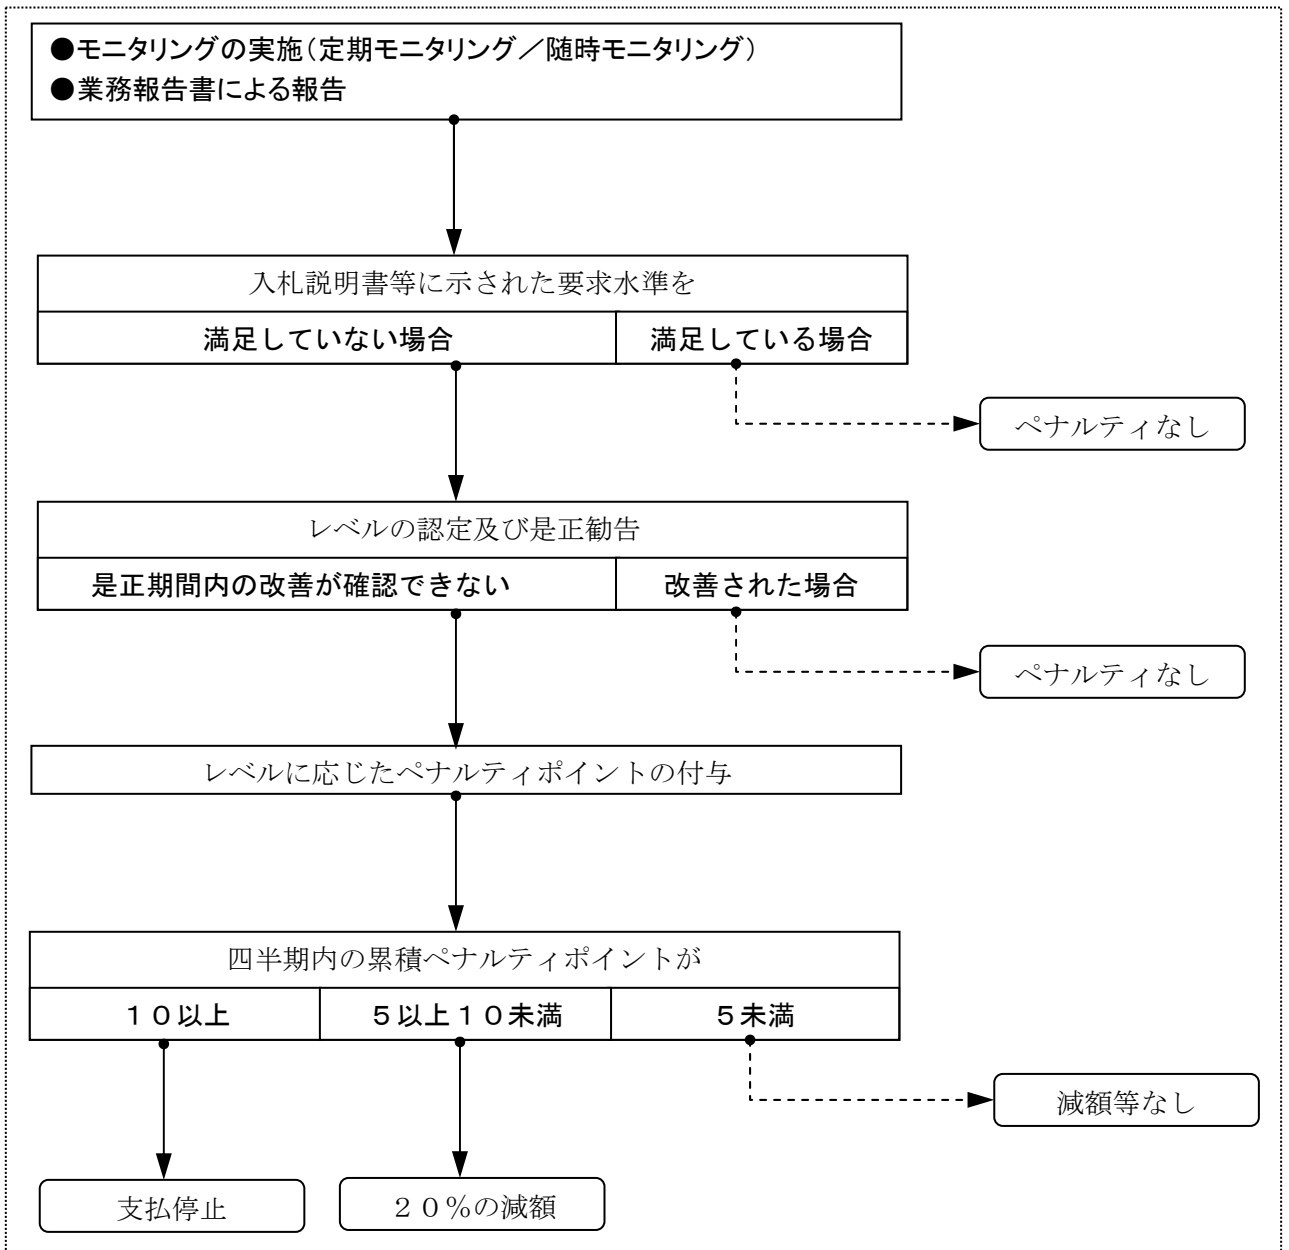 ●モニタリングの実施（定期モニタリング／随時モニタリング）
●業務報告書による報告
入札説明書等に示された要求水準を
満足していない場合
満足している場合
ペナルティなし
レベルの認定及び是正勧告
是正期間内の改善が確認できない
改善された場合
ペナルティなし
レベルに応じたペナルティポイントの付与
四半期内の累積ペナルティポイントが
１０以上
５以上１０未満
５未満
減額等なし
支払停止
２０％の減額